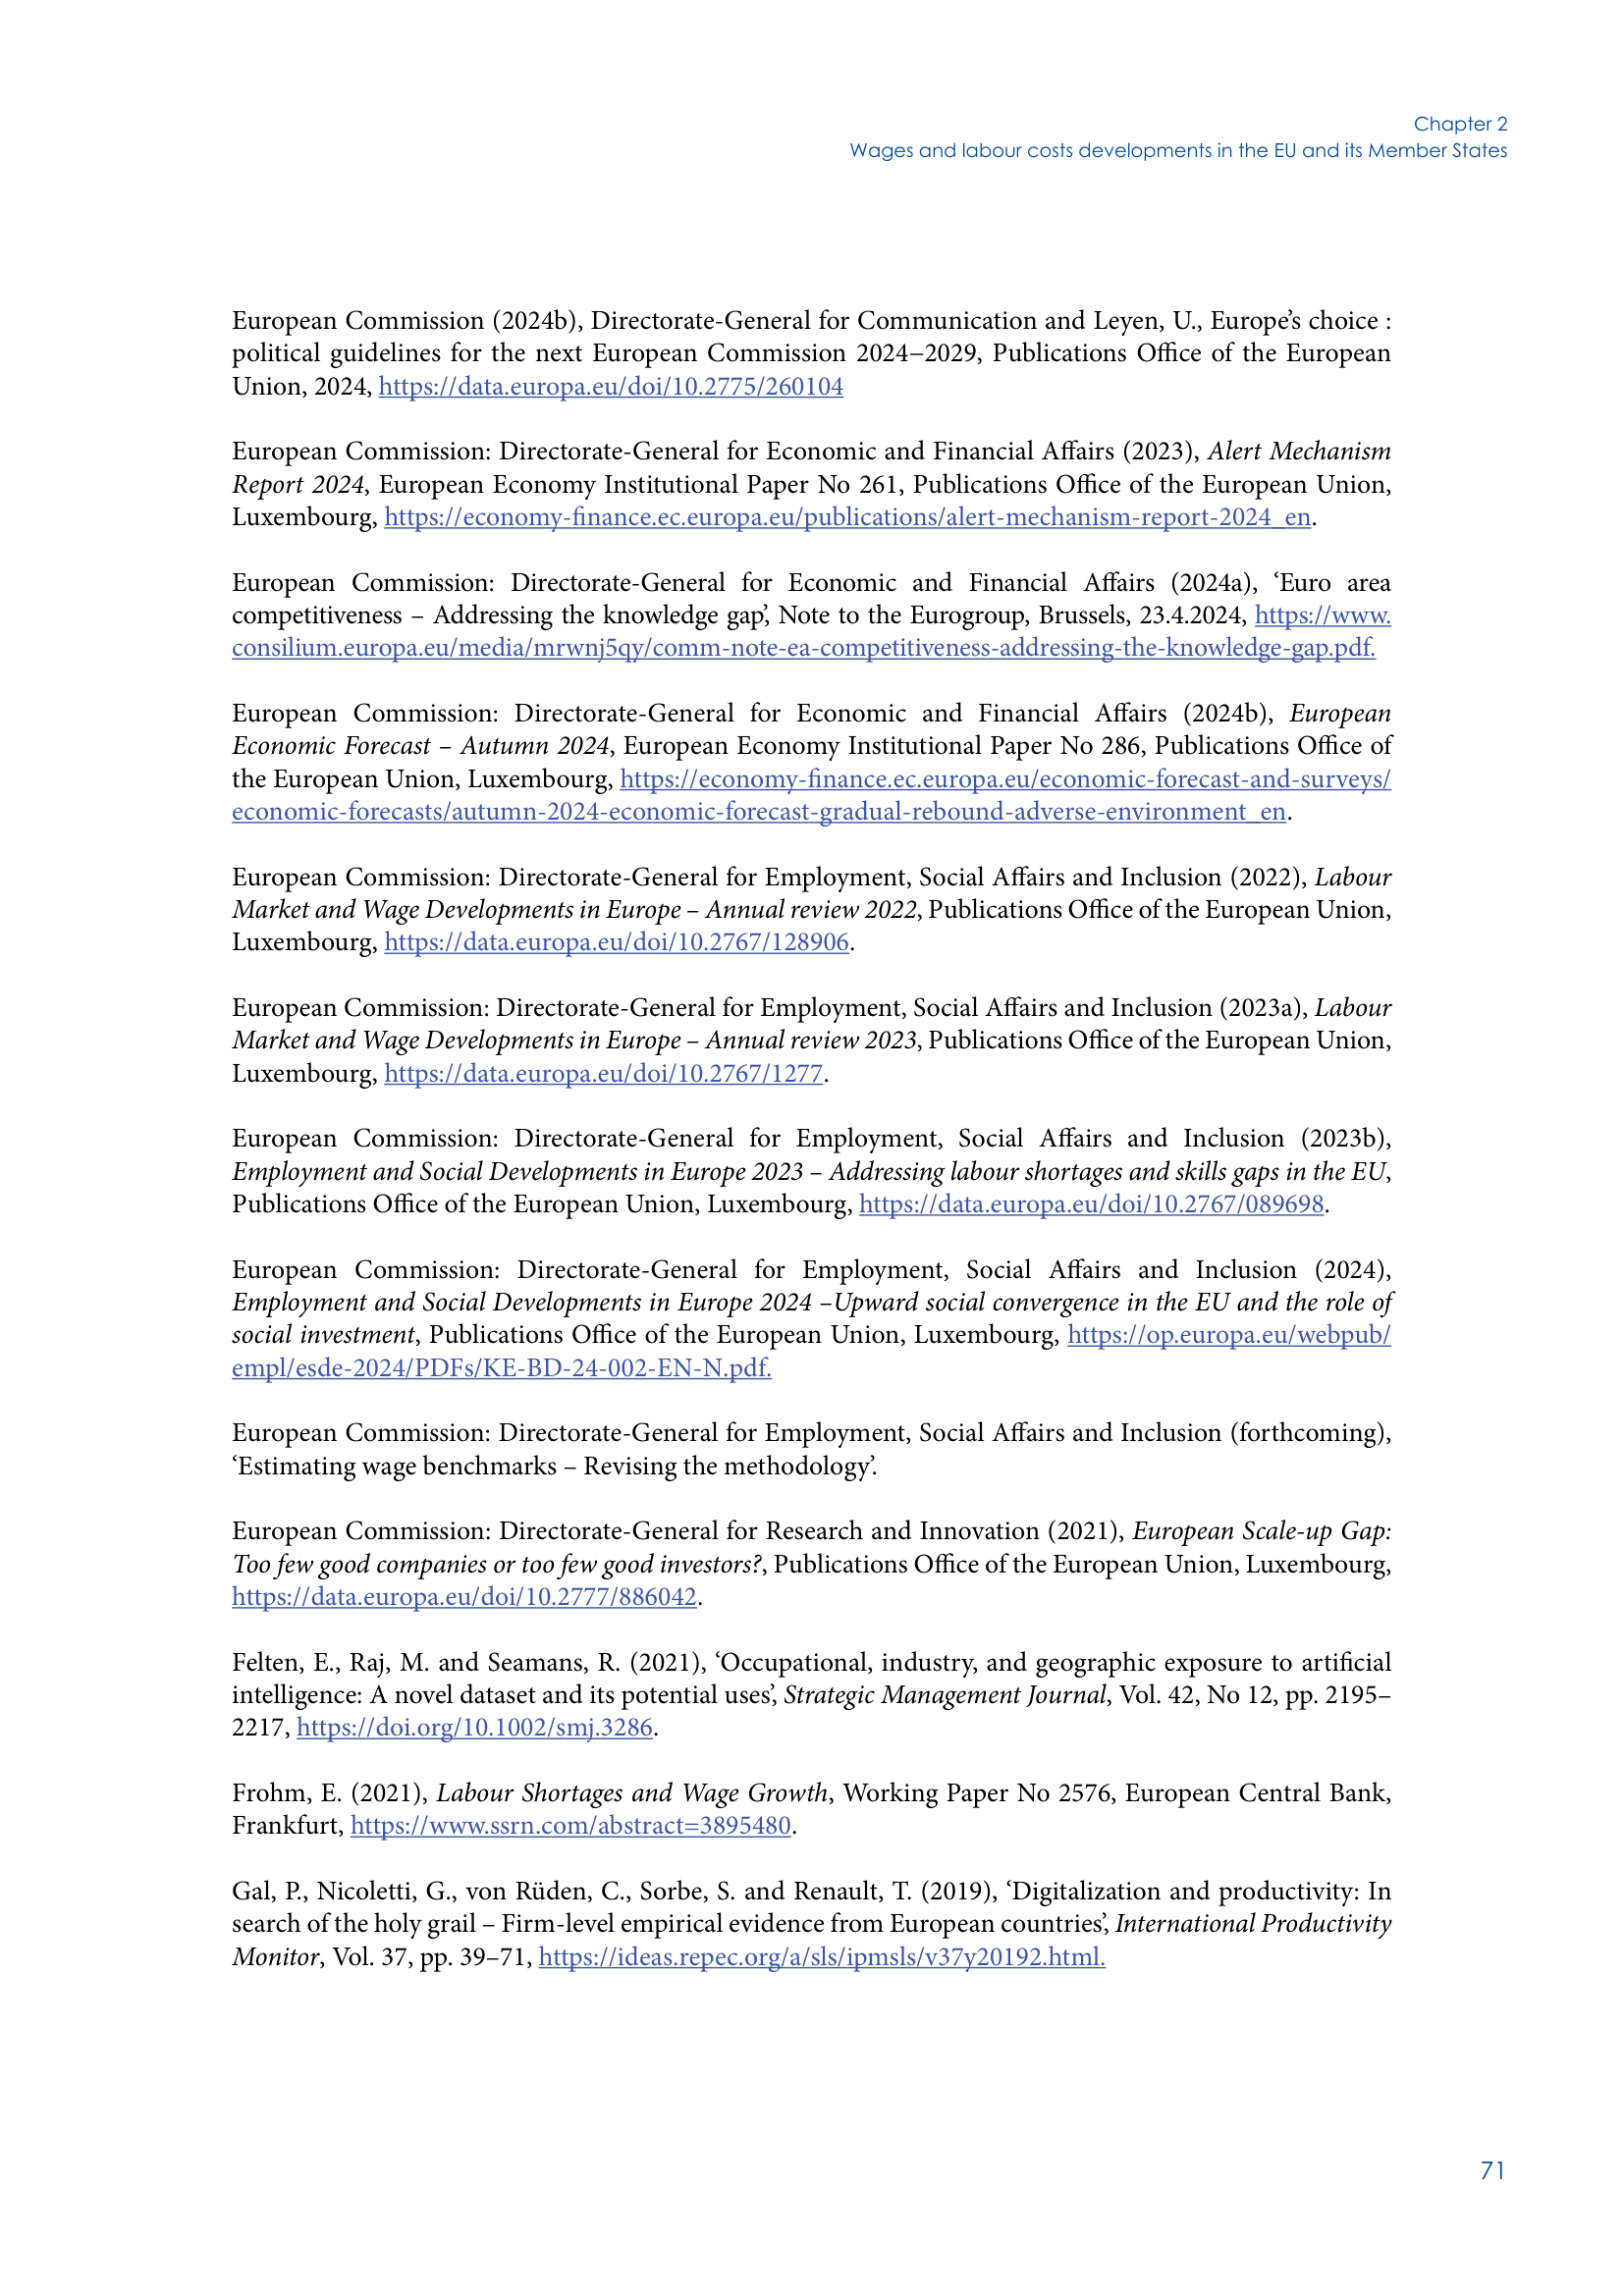 Chapter 2
Wages and labour costs developments in the EU and its Member States
European Commission (2024b), Directorate-General for Communication and Leyen, U., Europe’s choice :
political guidelines for the next European Commission 2024−2029, Publications Office of the European
Union, 2024, https://data.europa.eu/doi/10.2775/260104
European Commission: Directorate-General for Economic and Financial Affairs (2023), Alert Mechanism
Report 2024, European Economy Institutional Paper No 261, Publications Office of the European Union,
Luxembourg, https://economy-finance.ec.europa.eu/publications/alert-mechanism-report-2024_en.
European Commission: Directorate-General for Economic and Financial Affairs (2024a), ‘Euro area
competitiveness – Addressing the knowledge gap’, Note to the Eurogroup, Brussels, 23.4.2024, https://www.
consilium.europa.eu/media/mrwnj5qy/comm-note-ea-competitiveness-addressing-the-knowledge-gap.pdf.
European Commission: Directorate-General for Economic and Financial Affairs (2024b), European
Economic Forecast – Autumn 2024, European Economy Institutional Paper No 286, Publications Office of
the European Union, Luxembourg, https://economy-finance.ec.europa.eu/economic-forecast-and-surveys/
economic-forecasts/autumn-2024-economic-forecast-gradual-rebound-adverse-environment_en.
European Commission: Directorate-General for Employment, Social Affairs and Inclusion (2022), Labour
Market and Wage Developments in Europe – Annual review 2022, Publications Office of the European Union,
Luxembourg, https://data.europa.eu/doi/10.2767/128906.
European Commission: Directorate-General for Employment, Social Affairs and Inclusion (2023a), Labour
Market and Wage Developments in Europe – Annual review 2023, Publications Office of the European Union,
Luxembourg, https://data.europa.eu/doi/10.2767/1277.
European Commission: Directorate-General for Employment, Social Affairs and Inclusion (2023b),
Employment and Social Developments in Europe 2023 – Addressing labour shortages and skills gaps in the EU,
Publications Office of the European Union, Luxembourg, https://data.europa.eu/doi/10.2767/089698.
European Commission: Directorate-General for Employment, Social Affairs and Inclusion (2024),
Employment and Social Developments in Europe 2024 –Upward social convergence in the EU and the role of
social investment, Publications Office of the European Union, Luxembourg, https://op.europa.eu/webpub/
empl/esde-2024/PDFs/KE-BD-24-002-EN-N.pdf.
European Commission: Directorate-General for Employment, Social Affairs and Inclusion (forthcoming),
‘Estimating wage benchmarks – Revising the methodology’.
European Commission: Directorate-General for Research and Innovation (2021), European Scale-up Gap:
Too few good companies or too few good investors?, Publications Office of the European Union, Luxembourg,
https://data.europa.eu/doi/10.2777/886042.
Felten, E., Raj, M. and Seamans, R. (2021), ‘Occupational, industry, and geographic exposure to artificial
intelligence: A novel dataset and its potential uses’, Strategic Management Journal, Vol. 42, No 12, pp. 2195–
2217, https://doi.org/10.1002/smj.3286.
Frohm, E. (2021), Labour Shortages and Wage Growth, Working Paper No 2576, European Central Bank,
Frankfurt, https://www.ssrn.com/abstract=3895480.
Gal, P., Nicoletti, G., von Rüden, C., Sorbe, S. and Renault, T. (2019), ‘Digitalization and productivity: In
search of the holy grail – Firm-level empirical evidence from European countries’, International Productivity
Monitor, Vol. 37, pp. 39–71, https://ideas.repec.org/a/sls/ipmsls/v37y20192.html.
71